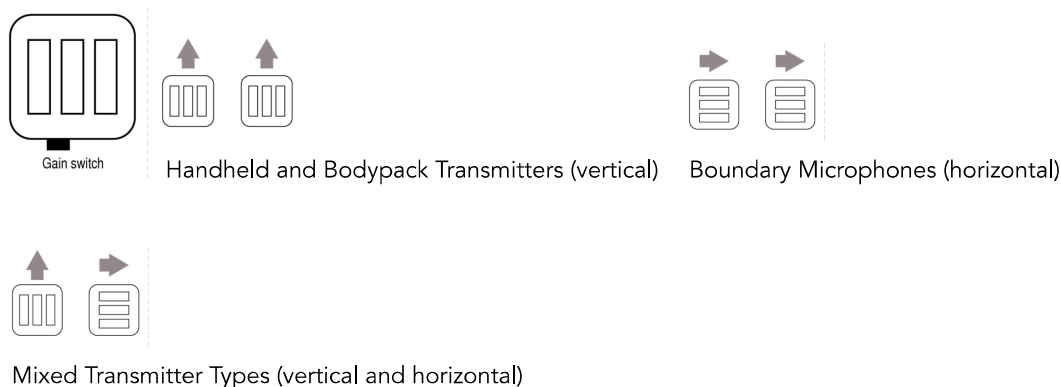 Gain switch
Handheld and Bodypack Transmitters (vertical)
Boundary Microphones (horizontal)
Mixed Transmitter Types (vertical and horizontal)